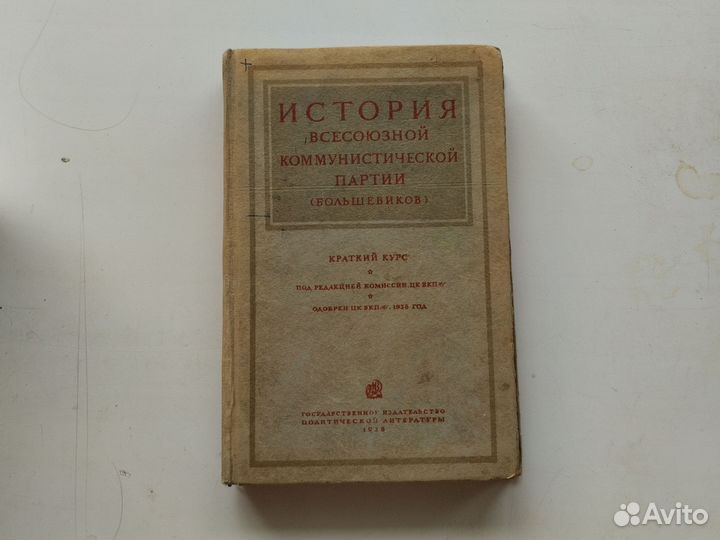 ИСТОРИЯ
ВСЕСОЮЗНОЙ
КОММУНИСТИЧЕСКОЙ
ПАРТИИ
(БОЛЬШЕВИКОВ)
КРАТКИЙ КУРС
ПОД РЕДАКЦИЕЙ КОМИССИИ ЦК ВКП(б)
ОДОБРЕН ЦК ВКП(б). 1938 ГОД
ГОСУДАРСТВЕННОЕ ИЗДАТЕЛЬСТВО
ПОЛИТИЧЕСКОЙ ЛИТЕРАТУРЫ
1938
Avito